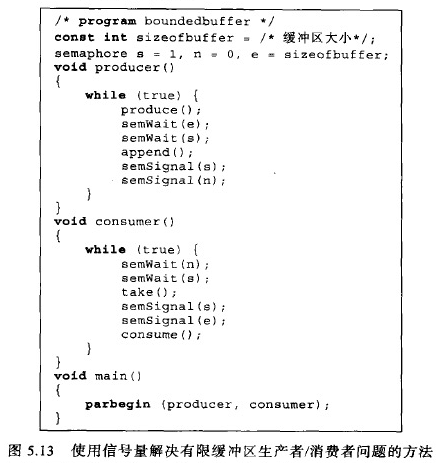 /* program boundedbuffer */
const int sizeofbuffer = /* 缓冲区大小*/;
semaphore s = 1, n = 0, e = sizeofbuffer;
void producer()
{
while (true) {
produce();
semWait(e);
semWait(s);
append();
semSignal(s);
semSignal(n);
}
}
void consumer()
{
while (true) {
semWait(n);
semWait(s);
take();
semSignal(s);
semSignal(e);
consume();
}
}
void main()
{
parbegin (producer, consumer);
}
图 5.13 使用信号量解决有限缓冲区生产者/消费者问题的方法